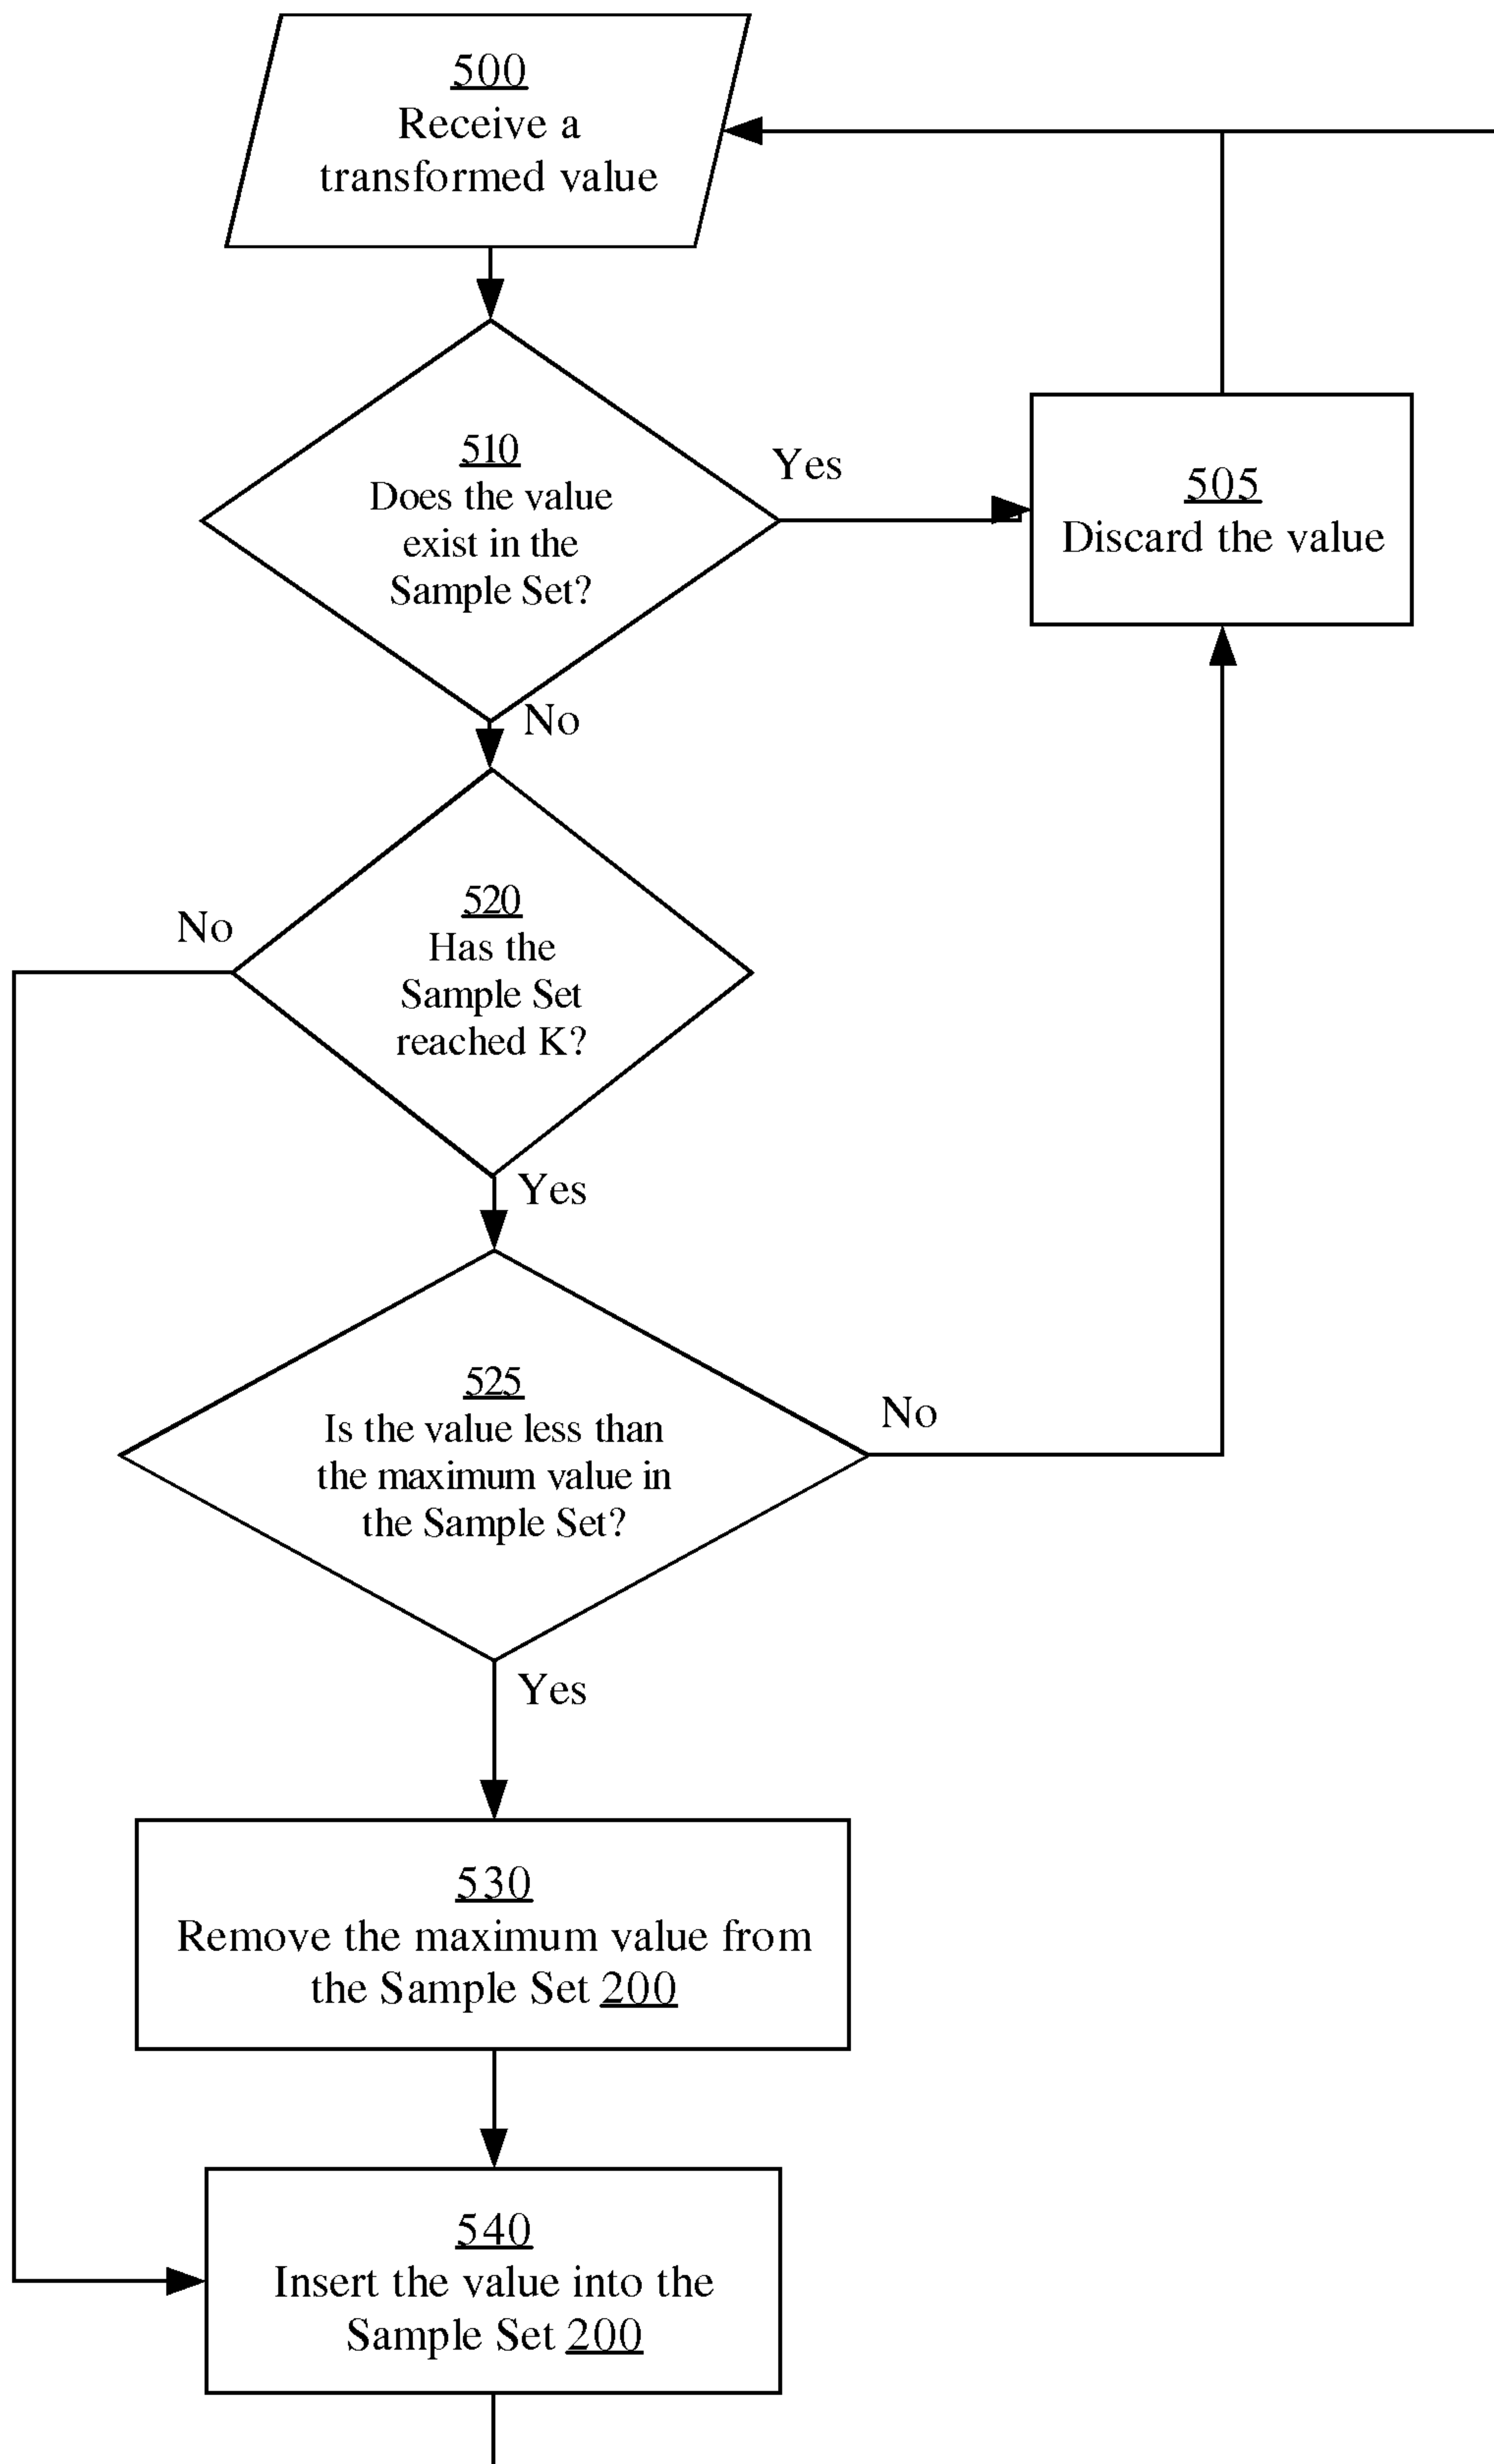 500
Receive a
transformed value
510
Does the value
exist in the
Sample Set?
Yes
505
Discard the value
No
520
Has the
Sample Set
reached K?
No
Yes
525
Is the value less than
the maximum value in
the Sample Set?
No
Yes
530
Remove the maximum value from
the Sample Set 200
540
Insert the value into the
Sample Set 200